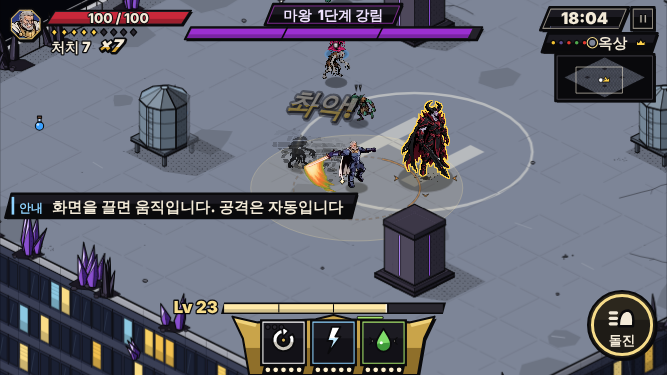 100 / 100
처치 7 ×7
마왕 1단계 강림
18:04
옥상
촤악!
안내 화면을 끌면 움직입니다. 공격은 자동입니다
Lv 23
돌진